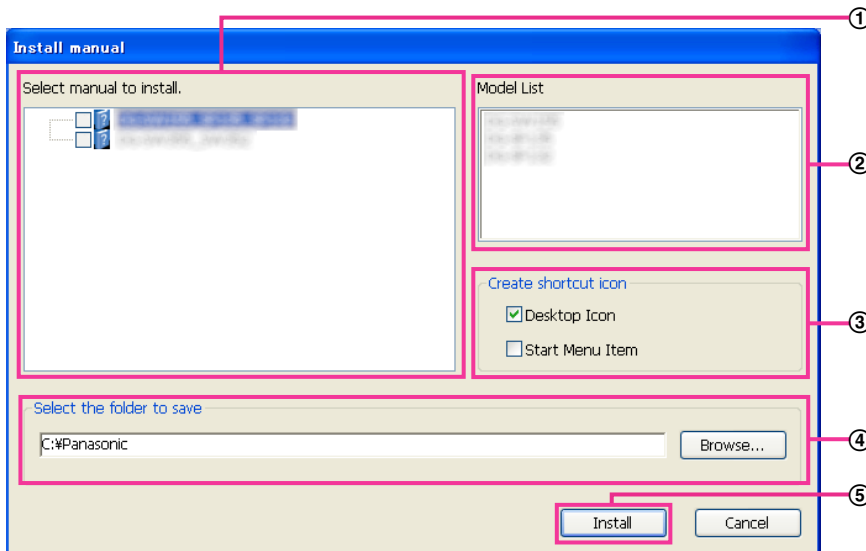 ①
Install manual
Select manual to install.
Model List
②
Create shortcut icon
Desktop Icon
③
Start Menu Item
Select the folder to save
C:¥Panasonic
Browse...
④
⑤
Install
Cancel